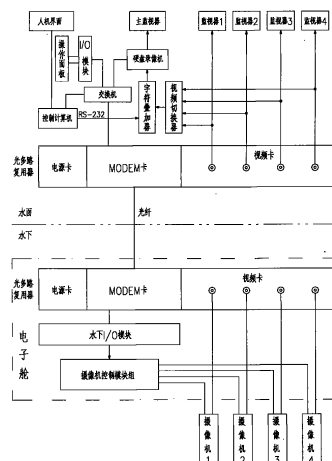 人机界面
主监视器
监视器1
监视器2
监视器3
监视器4
操作面板
I/O模块
硬盘录像机
交换机
字符叠加器
视频切换器
控制计算机
RS-232
光多路复用器
电源卡
MODEM卡
视频卡
水面
光纤
水下
光多路复用器
电源卡
MODEM卡
视频卡
电子舱
水下I/O模块
摄像机控制模块组
摄像机1
摄像机2
摄像机3
摄像机4